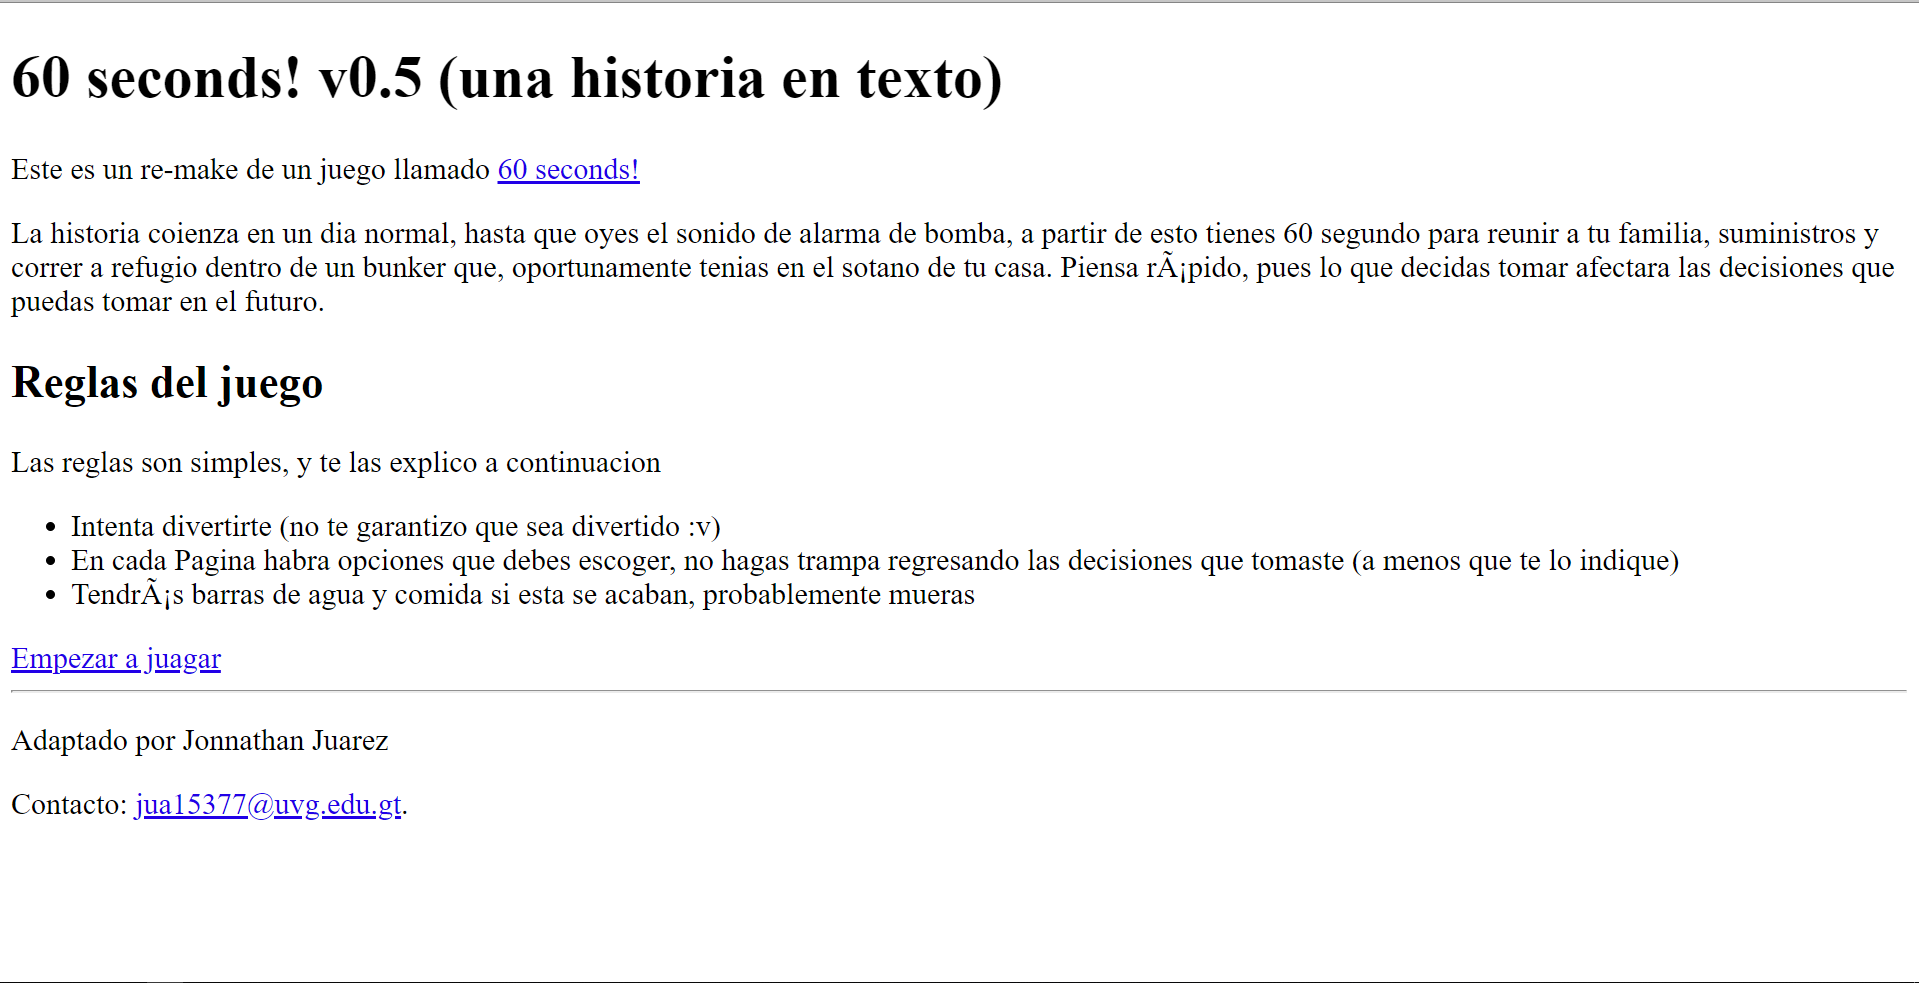 60 seconds! v0.5 (una historia en texto)
Este es un re-make de un juego llamado 60 seconds!
La historia coienza en un dia normal, hasta que oyes el sonido de alarma de bomba, a partir de esto tienes 60 segundo para reunir a tu familia, suministros y
correr a refugio dentro de un bunker que, oportunamente tenias en el sotano de tu casa. Piensa rÃ¡pido, pues lo que decidas tomar afectara las decisiones que
puedas tomar en el futuro.
Reglas del juego
Las reglas son simples, y te las explico a continuacion
• Intenta divertirte (no te garantizo que sea divertido :v)
• En cada Pagina habra opciones que debes escoger, no hagas trampa regresando las decisiones que tomaste (a menos que te lo indique)
• TendrÃ¡s barras de agua y comida si esta se acaban, probablemente mueras
Empezar a juagar
Adaptado por Jonnathan Juarez
Contacto: jua15377@uvg.edu.gt.